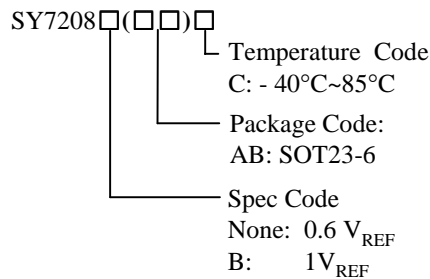 SY7208□(□□)□
Temperature Code
C: - 40°C~85°C
Package Code:
AB: SOT23-6
Spec Code
None: 0.6 VREF
B: 1VREF